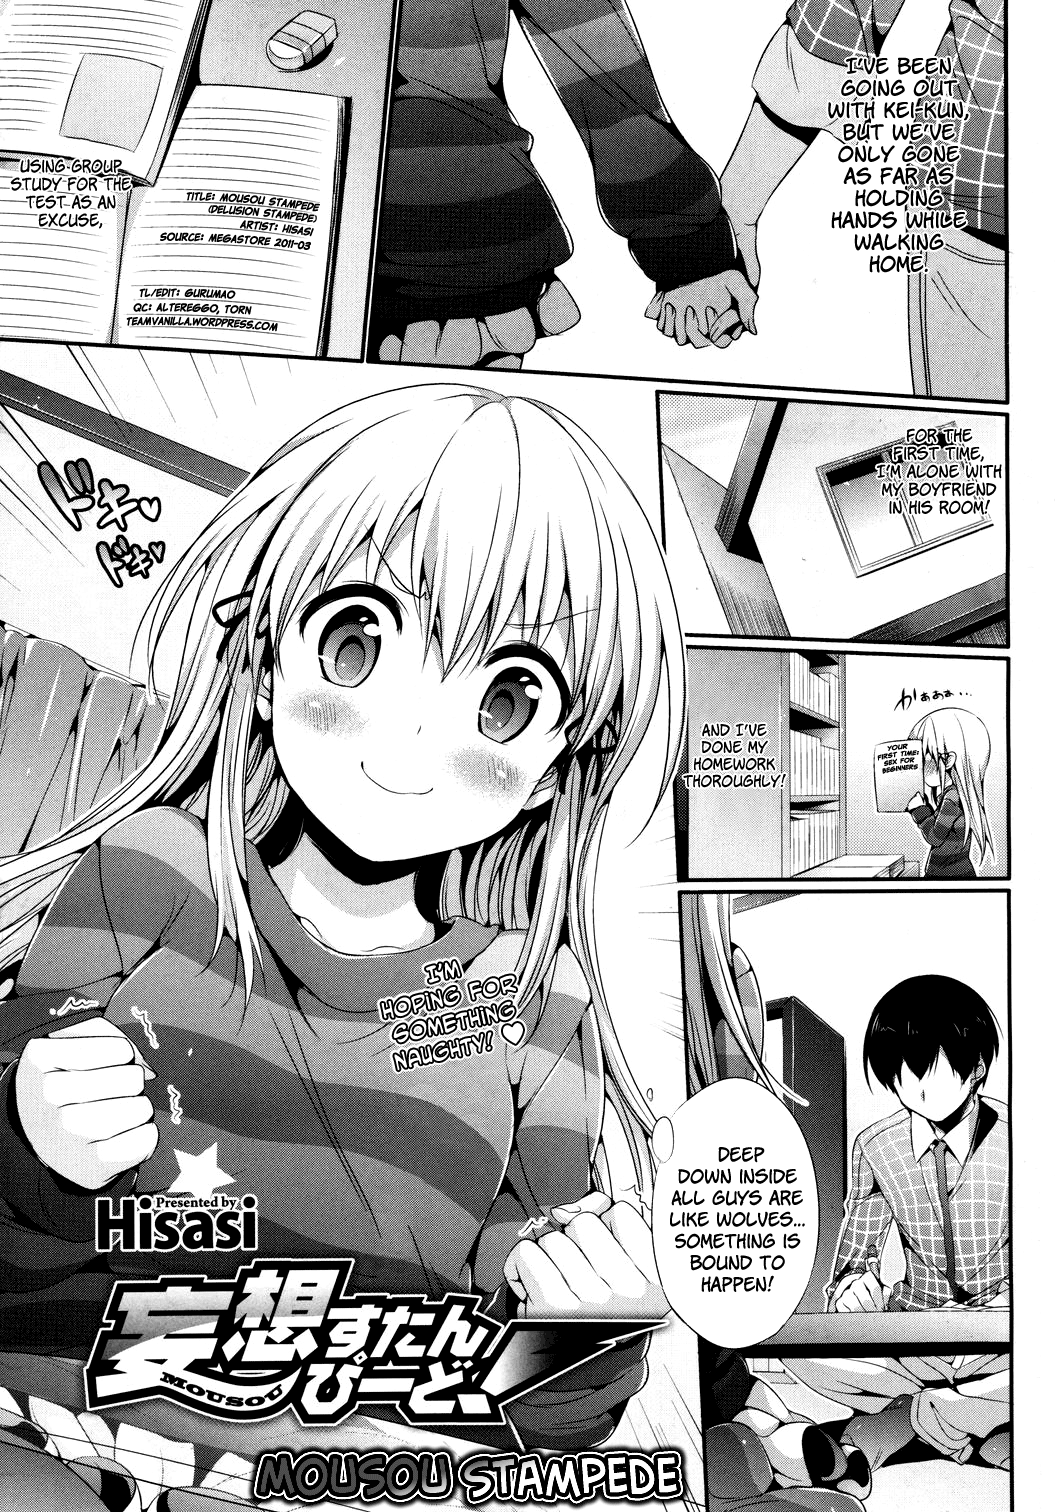 I'VE BEEN
GOING OUT
WITH KEI-KUN,
BUT WE'VE
ONLY GONE
AS FAR AS
HOLDING
HANDS WHILE
WALKING
HOME.
USING GROUP
STUDY FOR THE
TEST AS AN
EXCUSE,
TITLE: MOUSOU STAMPEDE
(DELUSION STAMPEDE)
ARTIST: HISASI
SOURCE: MEGASTORE 2011-03
TL/EDIT: GURUMAO
QC: ALTEREGGO, TORN
TEAMVANILLA.WORDPRESS.COM
FOR THE
FIRST TIME,
I'M ALONE WITH
MY BOYFRIEND
IN HIS ROOM!
ドキ♥
ドキ♥
AND I'VE
DONE MY
HOMEWORK
THOROUGHLY!
わぁぁぁ…
YOUR
FIRST TIME:
SEX FOR
BEGINNERS
I'M
HOPING FOR
SOMETHING
NAUGHTY! ♡
DEEP
DOWN INSIDE
ALL GUYS ARE
LIKE WOLVES...
SOMETHING IS
BOUND TO
HAPPEN!
Presented by
Hisasi
妄想すたん
ぴーど、!
MOUSOU
MOUSOU STAMPEDE